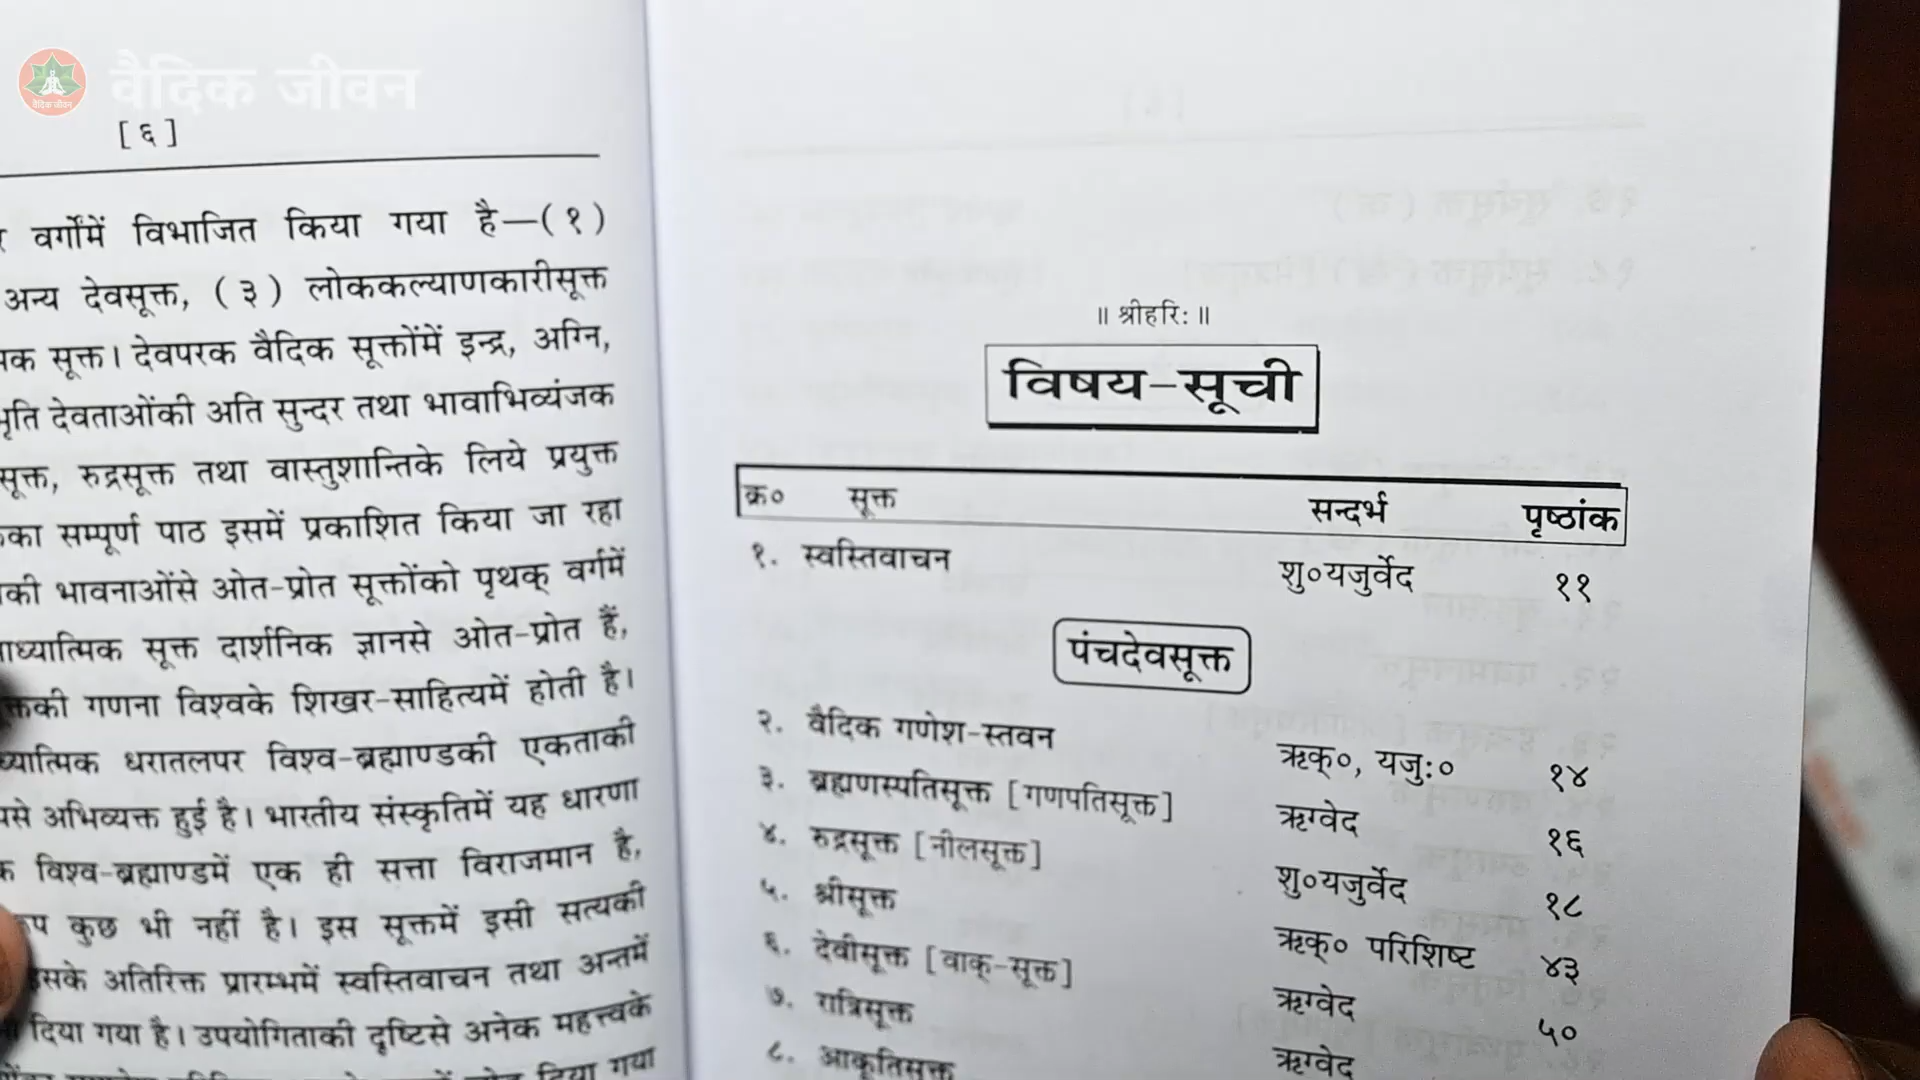 वैदिक जीवन
वैदिक जीवन
[ ६ ]
वर्गोंमें विभाजित किया गया है—( १ )
अन्य देवसूक्त, ( ३ ) लोककल्याणकारीसूक्त
सूक्त। देवपरक वैदिक सूक्तोंमें इन्द्र, अग्नि,
देवताओंकी अति सुन्दर तथा भावाभिव्यंजक
सूक्त, रुद्रसूक्त तथा वास्तुशान्तिके लिये प्रयुक्त
का सम्पूर्ण पाठ इसमें प्रकाशित किया जा रहा
की भावनाओंसे ओत-प्रोत सूक्तोंको पृथक् वर्गमें
सूक्त दार्शनिक ज्ञानसे ओत-प्रोत हैं,
की गणना विश्वके शिखर-साहित्यमें होती है।
धरातलपर विश्व-ब्रह्माण्डकी एकताकी
से अभिव्यक्त हुई है। भारतीय संस्कृतिमें यह धारणा
विश्व-ब्रह्माण्डमें एक ही सत्ता विराजमान है,
कुछ भी नहीं है। इस सूक्तमें इसी सत्यकी
इसके अतिरिक्त प्रारम्भमें स्वस्तिवाचन तथा अन्तमें
दिया गया है। उपयोगिताकी दृष्टिसे अनेक महत्त्वके
दिया गया
॥ श्रीहरिः ॥
विषय-सूची
क्र० सूक्त सन्दर्भ पृष्ठांक
१. स्वस्तिवाचन शु०यजुर्वेद ११
पंचदेवसूक्त
२. वैदिक गणेश-स्तवन ऋक्०, यजुः० १४
३. ब्रह्मणस्पतिसूक्त [गणपतिसूक्त] ऋग्वेद १६
४. रुद्रसूक्त [नीलसूक्त] शु०यजुर्वेद १८
५. श्रीसूक्त ऋक्० परिशिष्ट ४३
६. देवीसूक्त [वाक्-सूक्त] ऋग्वेद ५०
७. रात्रिसूक्त ऋग्वेद
८. आकूतिसूक्त